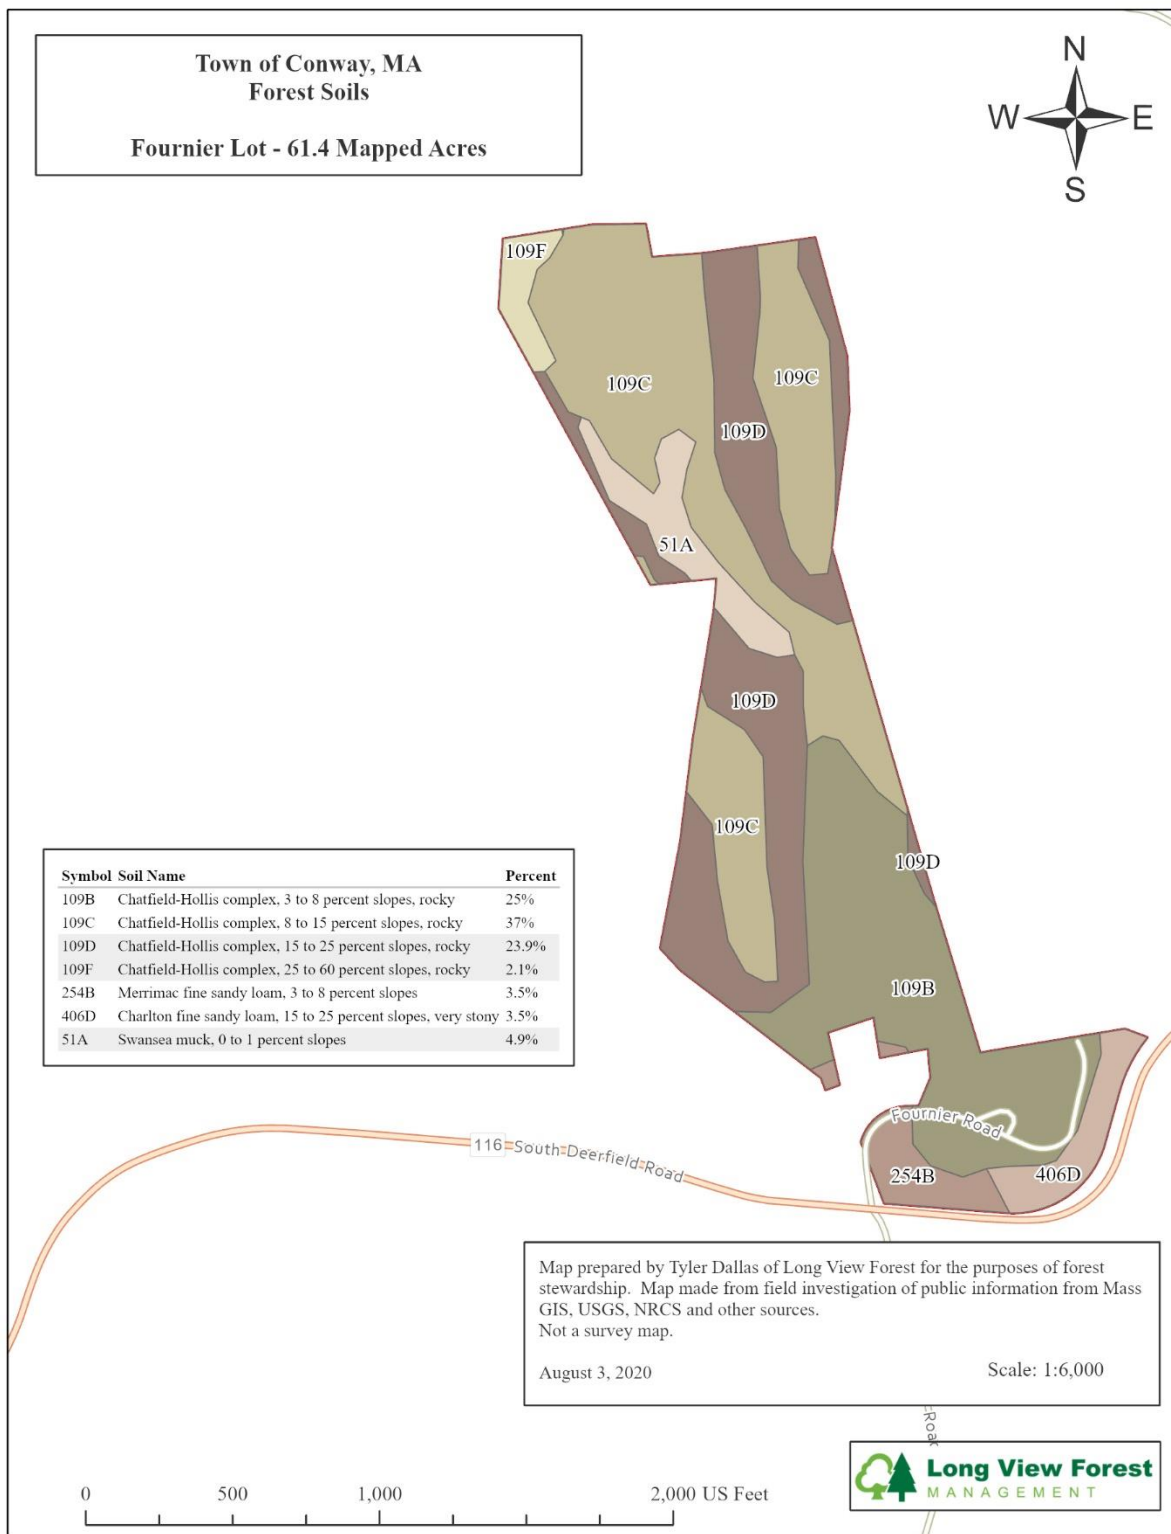 Town of Conway, MA
Forest Soils
Fournier Lot - 61.4 Mapped Acres
N
W E
S
109F
109C
109C
109D
51A
109D
109C
109D
109B
Fournier Road
254B
406D
116 South Deerfield Road
Symbol Soil Name Percent
109B Chatfield-Hollis complex, 3 to 8 percent slopes, rocky 25%
109C Chatfield-Hollis complex, 8 to 15 percent slopes, rocky 37%
109D Chatfield-Hollis complex, 15 to 25 percent slopes, rocky 23.9%
109F Chatfield-Hollis complex, 25 to 60 percent slopes, rocky 2.1%
254B Merrimac fine sandy loam, 3 to 8 percent slopes 3.5%
406D Charlton fine sandy loam, 15 to 25 percent slopes, very stony 3.5%
51A Swansea muck, 0 to 1 percent slopes 4.9%
Map prepared by Tyler Dallas of Long View Forest for the purposes of forest
stewardship. Map made from field investigation of public information from Mass
GIS, USGS, NRCS and other sources.
Not a survey map.
August 3, 2020 Scale: 1:6,000
Long View Forest
MANAGEMENT
0 500 1,000 2,000 US Feet